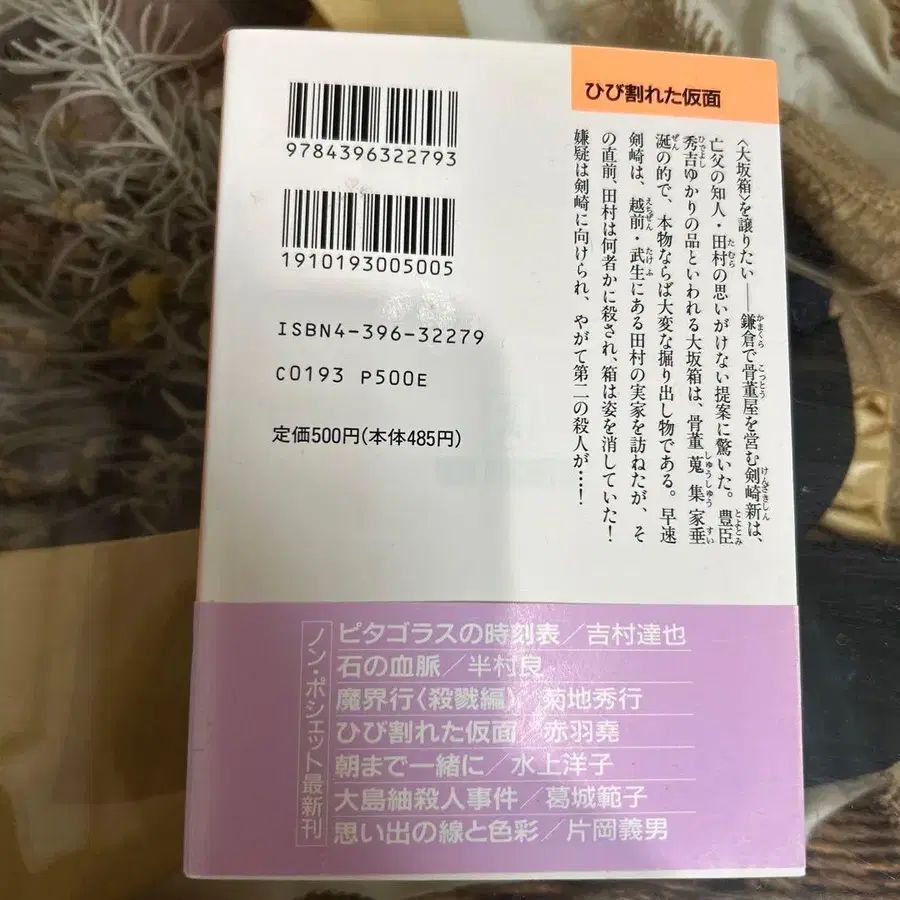 ひび割れた仮面
〈大坂箱〉を譲りたい――鎌倉で骨董屋を営む剣崎新は、
亡父の知人・田村の思いがけない提案に驚いた。豊臣
秀吉ゆかりの品といわれる大坂箱は、骨董蒐集家垂
涎の的で、本物ならば大変な掘り出し物である。早速
剣崎は、越前・武生にある田村の実家を訪ねたが、そ
の直前、田村は何者かに殺され、箱は姿を消していた！
嫌疑は剣崎に向けられ、やがて第二の殺人が…！
9784396322793
1910193005005
ISBN4-396-32279
C0193 P500E
定価500円(本体485円)
ノン・ポシェット最新刊
ピタゴラスの時刻表／吉村達也
石の血脈／半村良
魔界行〈殺戮編〉 菊地秀行
ひび割れた仮面 赤羽堯
朝まで一緒に／水上洋子
大島紬殺人事件／葛城範子
思い出の線と色彩／片岡義男